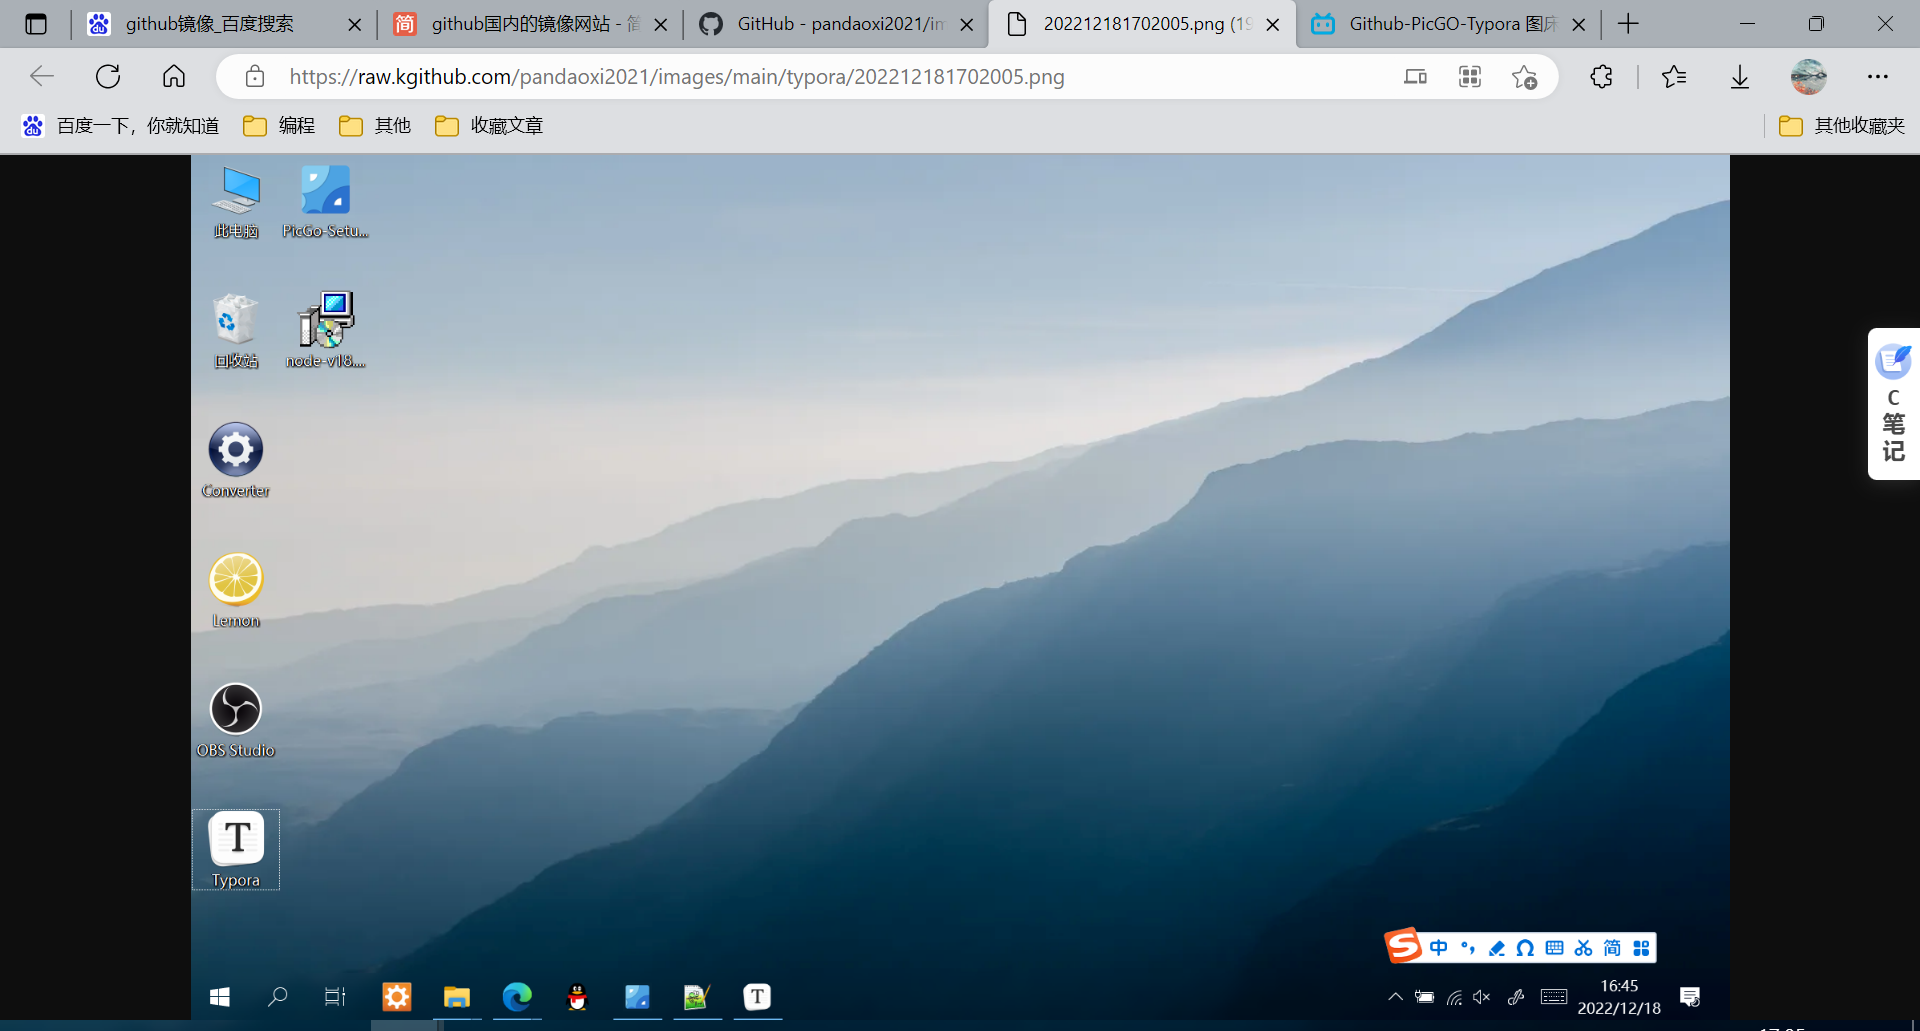 github镜像_百度搜索
github国内的镜像网站 - 简
GitHub - pandaoxi2021/im
202212181702005.png (19
Github-PicGO-Typora 图床
https://raw.kgithub.com/pandaoxi2021/images/main/typora/202212181702005.png
百度一下，你就知道
编程
其他
收藏文章
其他收藏夹
此电脑
PicGo-Setu...
回收站
node-v18....
C
笔
记
Converter
Lemon
OBS Studio
T
Typora
S 中 简
T
16:45
2022/12/18